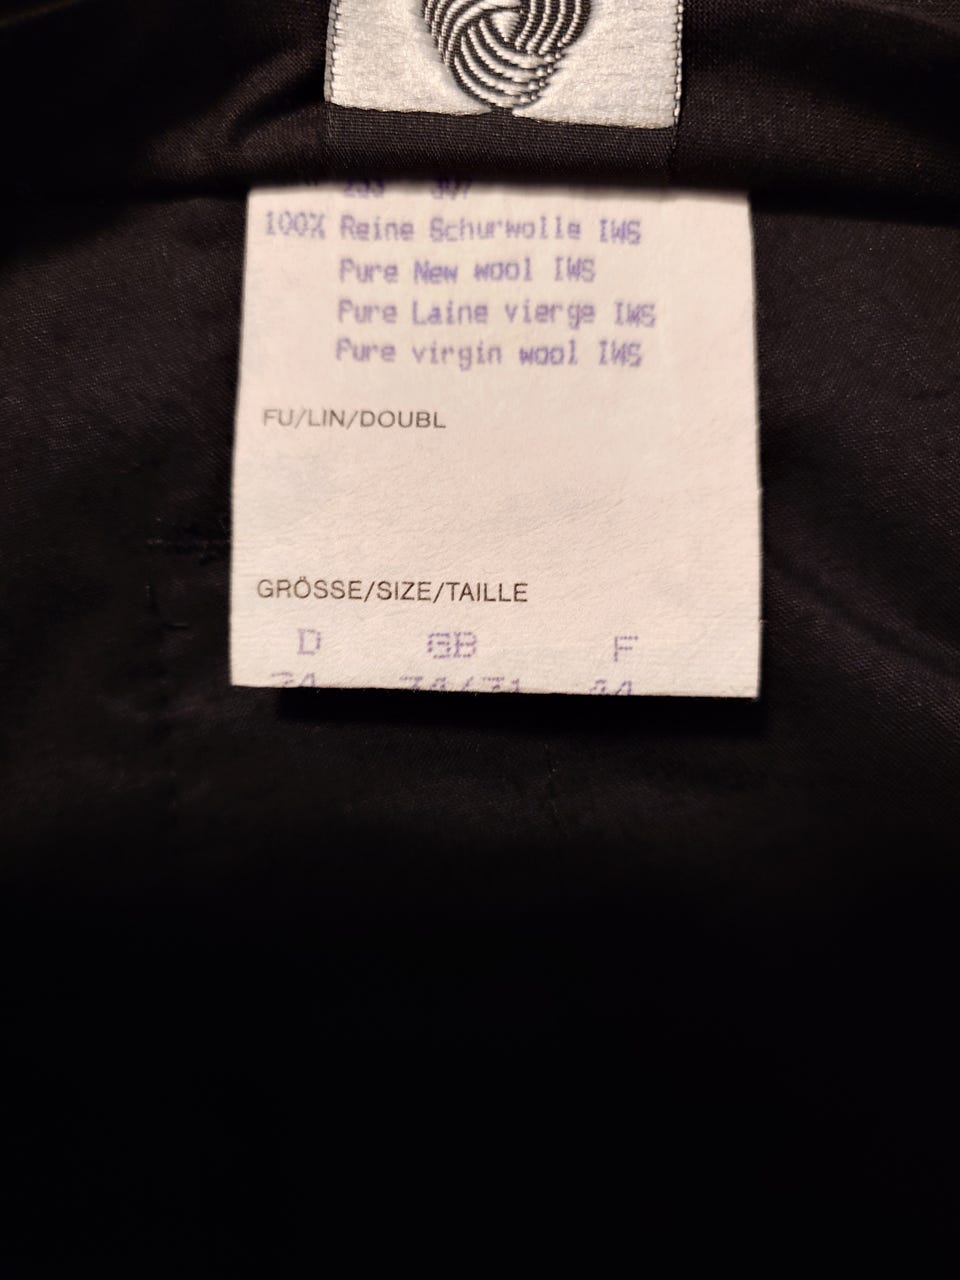 100% Reine Schurwolle IWS
Pure New wool IWS
Pure Laine vierge IWS
Pure virgin wool IWS
FU/LIN/DOUBL
GRÖSSE/SIZE/TAILLE
D GB F